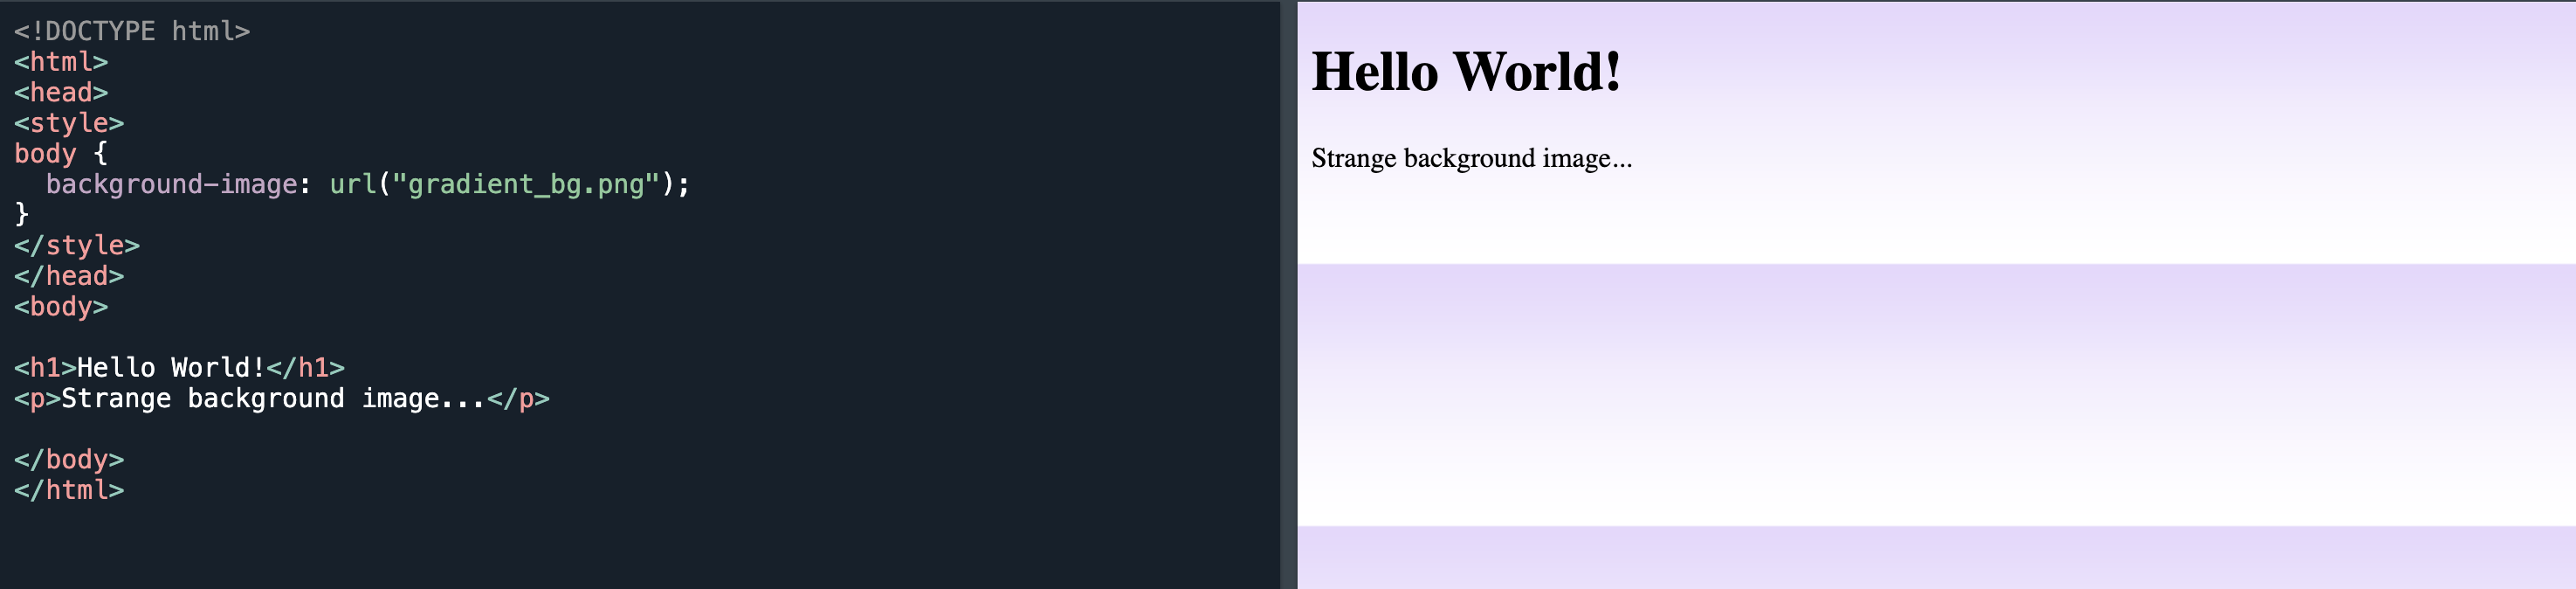 <!DOCTYPE html>
<html>
<head>
<style>
body {
  background-image: url("gradient_bg.png");
}
</style>
</head>
<body>

<h1>Hello World!</h1>
<p>Strange background image...</p>

</body>
</html>
Hello World!
Strange background image...